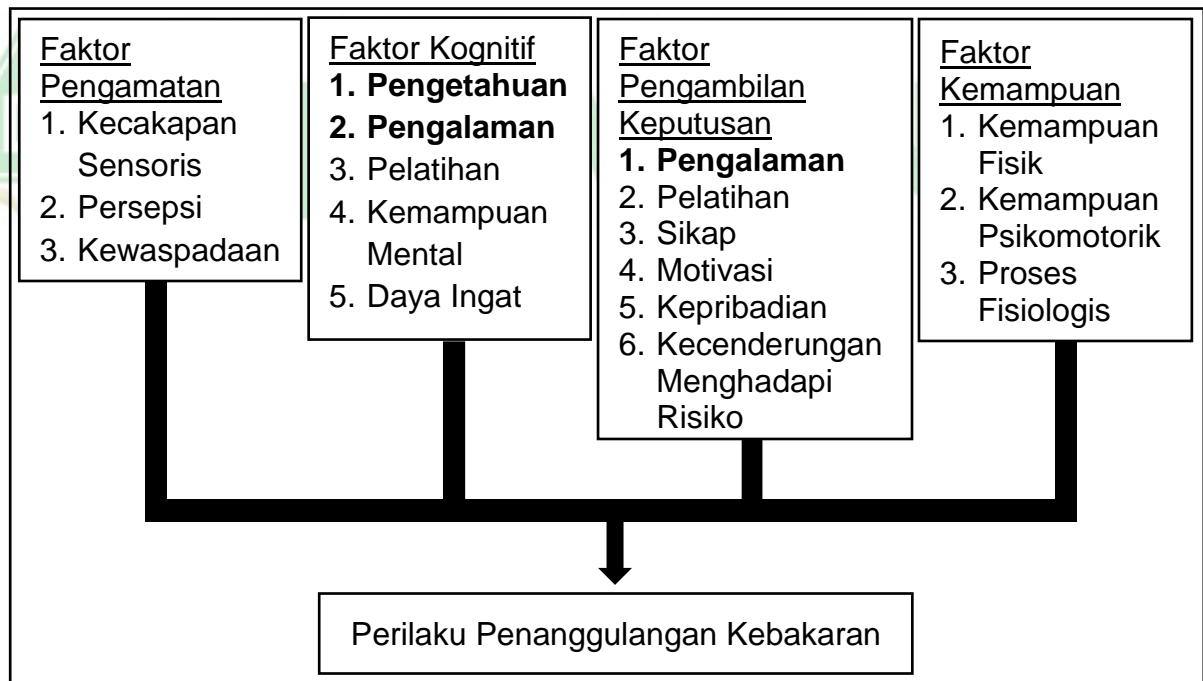 Faktor
Pengamatan
1. Kecakapan
Sensoris
2. Persepsi
3. Kewaspadaan
Faktor Kognitif
1. Pengetahuan
2. Pengalaman
3. Pelatihan
4. Kemampuan
Mental
5. Daya Ingat
Faktor
Pengambilan
Keputusan
1. Pengalaman
2. Pelatihan
3. Sikap
4. Motivasi
5. Kepribadian
6. Kecenderungan
Menghadapi
Risiko
Faktor
Kemampuan
1. Kemampuan
Fisik
2. Kemampuan
Psikomotorik
3. Proses
Fisiologis
Perilaku Penanggulangan Kebakaran